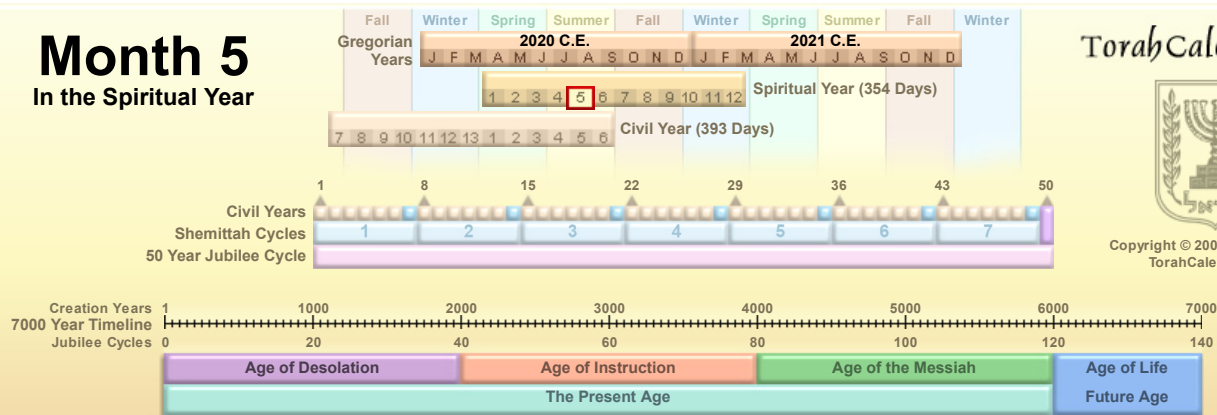 Fall Winter Spring Summer Fall Winter Spring Summer Fall Winter
Month 5
In the Spiritual Year
Gregorian
Years
2020 C.E. 2021 C.E.
J F M A M J J A S O N D J F M A M J J A S O N D
TorahCale
1 2 3 4 5 6 7 8 9 10 11 12 Spiritual Year (354 Days)
7 8 9 10 11 12 13 1 2 3 4 5 6 Civil Year (393 Days)
1 8 15 22 29 36 43 50
Civil Years
Shemittah Cycles 1 2 3 4 5 6 7
50 Year Jubilee Cycle
Copyright © 200
TorahCale
Creation Years 1 1000 2000 3000 4000 5000 6000 7000
7000 Year Timeline
Jubilee Cycles 0 20 40 60 80 100 120 140
Age of Desolation Age of Instruction Age of the Messiah Age of Life
The Present Age Future Age